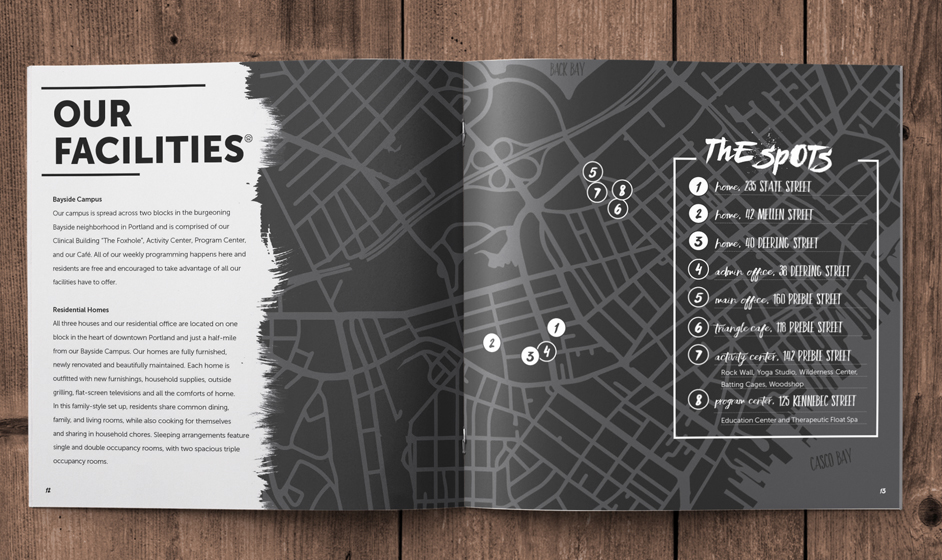 OUR
FACILITIES®
Bayside Campus
Our campus is spread across two blocks in the burgeoning
Bayside neighborhood in Portland and is comprised of our
Clinical Building "The Foxhole", Activity Center, Program Center,
and our Café. All of our weekly programming happens here and
residents are free and encouraged to take advantage of all our
facilities have to offer.
Residential Homes
All three houses and our residential office are located on one
block in the heart of downtown Portland and just a half-mile
from our Bayside Campus. Our homes are fully furnished,
newly renovated and beautifully maintained. Each home is
outfitted with new furnishings, household supplies, outside
grilling, flat-screen televisions and all the comforts of home.
In this family-style set up, residents share common dining,
family, and living rooms, while also cooking for themselves
and sharing in household chores. Sleeping arrangements feature
single and double occupancy rooms, with two spacious triple
occupancy rooms.
12
BACK BAY
5
7 8
6
1
2
3 4
THE SPOTS
1 home, 235 STATE STREET
2 home, 42 MELLEN STREET
3 home, 40 DEERING STREET
4 admin office, 38 DEERING STREET
5 main office, 160 PREBLE STREET
6 triangle cafe, 118 PREBLE STREET
7 activity center, 142 PREBLE STREET
Rock Wall, Yoga Studio, Wilderness Center,
Batting Cages, Woodshop
8 program center, 175 KENNEBEC STREET
Education Center and Therapeutic Float Spa
CASCO BAY
13